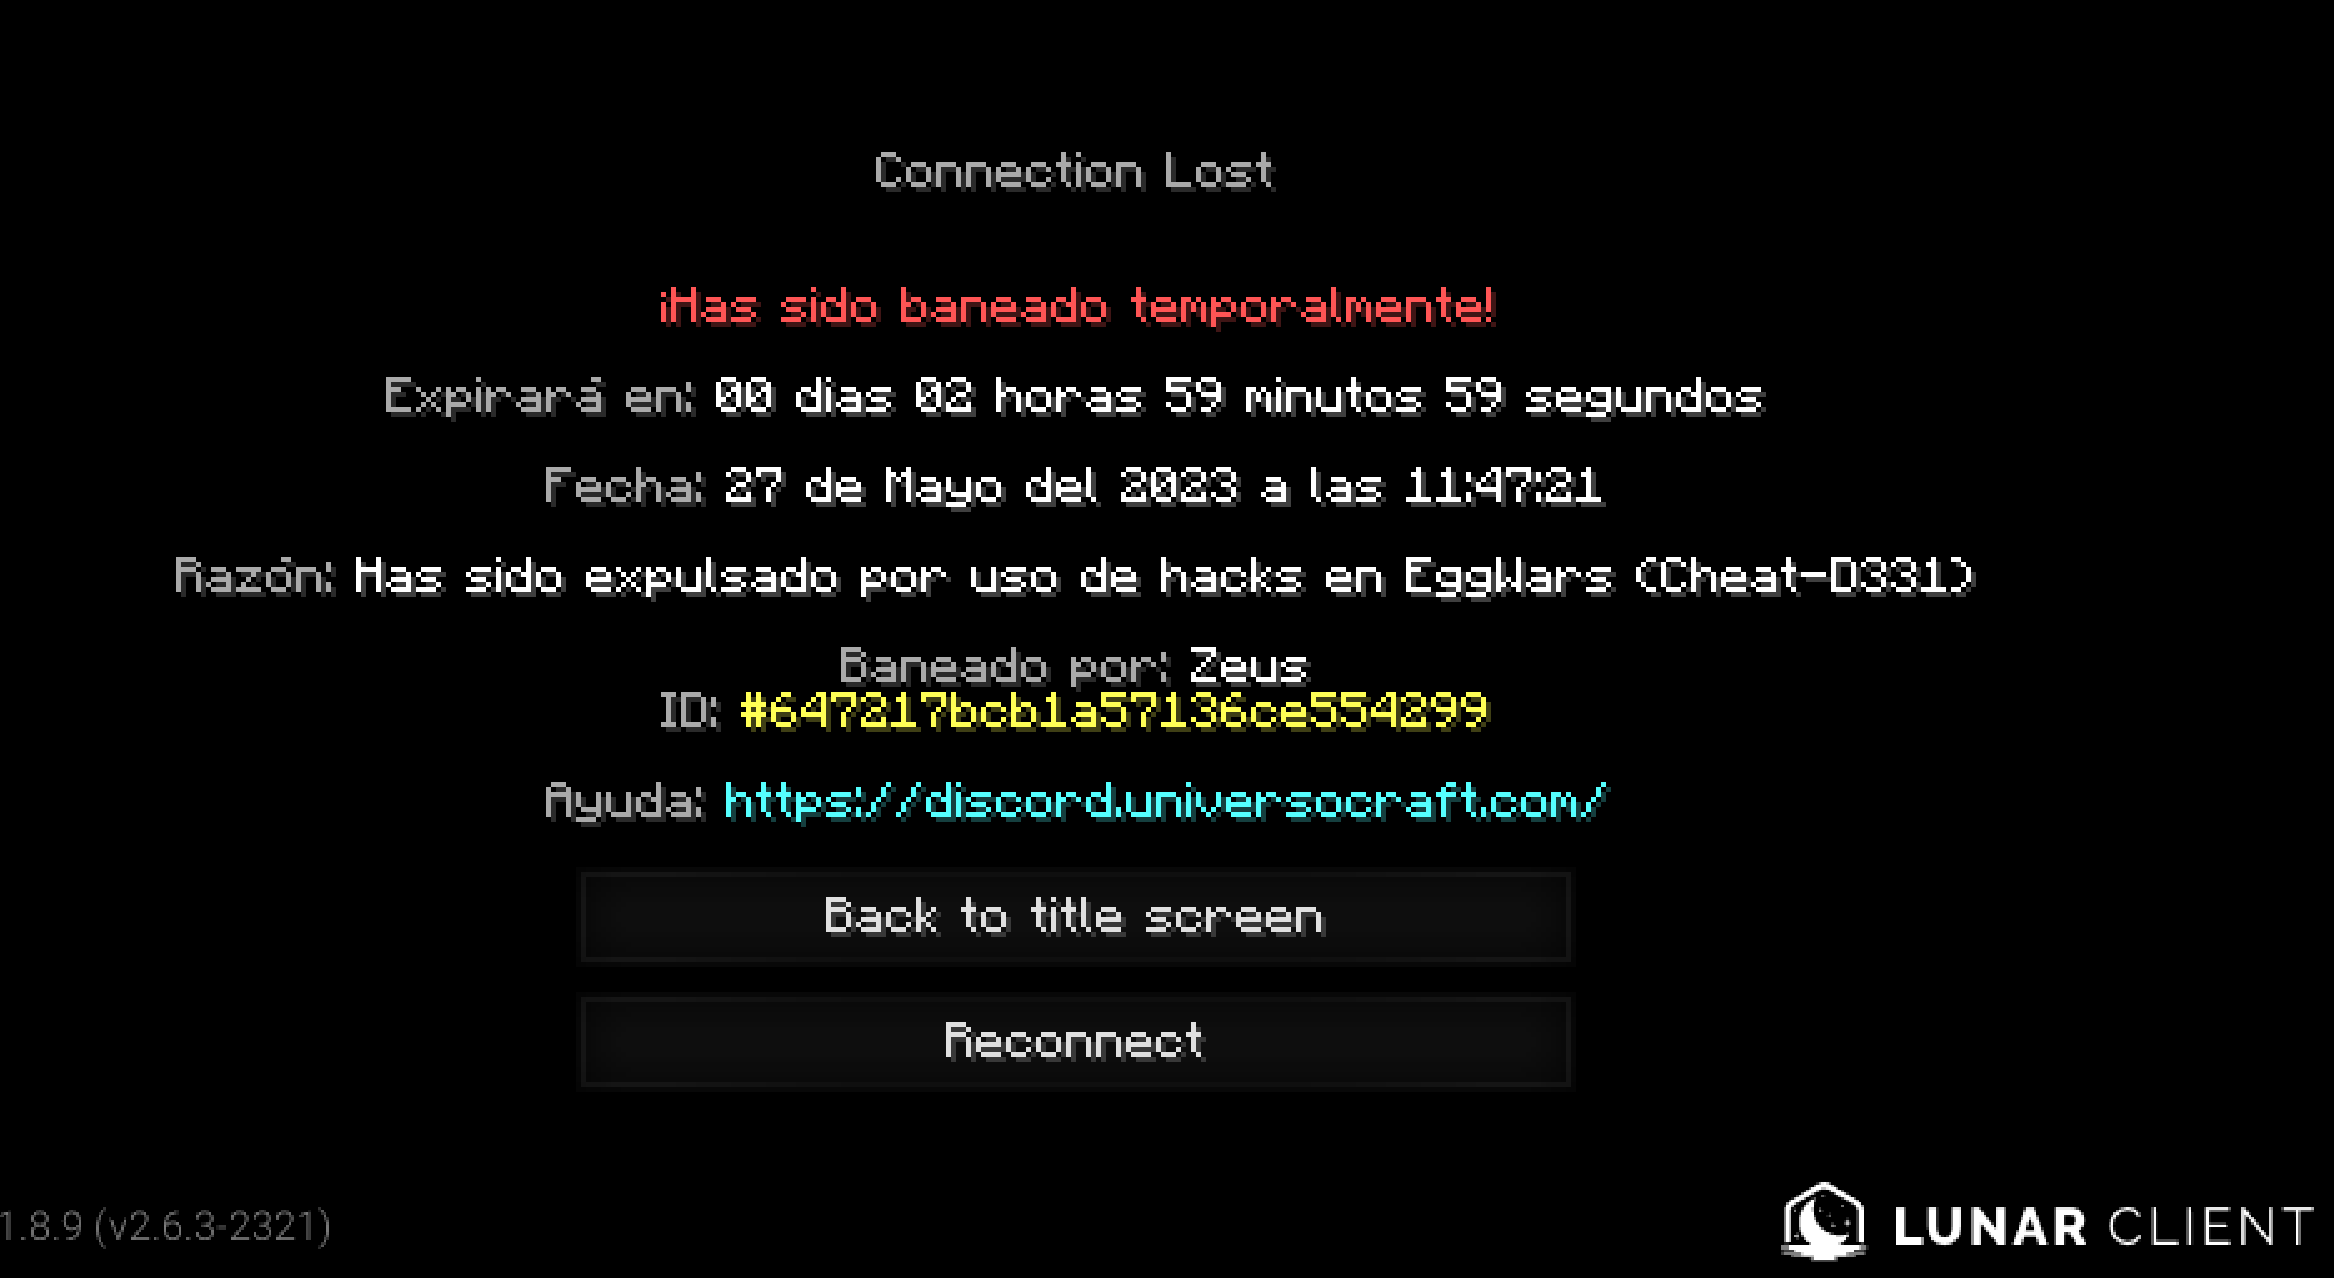 Connection Lost
¡Has sido baneado temporalmente!
Expirará en: 00 dias 02 horas 59 minutos 59 segundos
Fecha: 27 de Mayo del 2023 a las 11:47:21
Razón: Has sido expulsado por uso de hacks en EggWars (Cheat-D331)
Baneado por: Zeus
ID: #647217bcb1a57136ce554299
Ayuda: https://discord.universocraft.com/
Back to title screen
Reconnect
1.8.9 (v2.6.3-2321)
LUNAR CLIENT